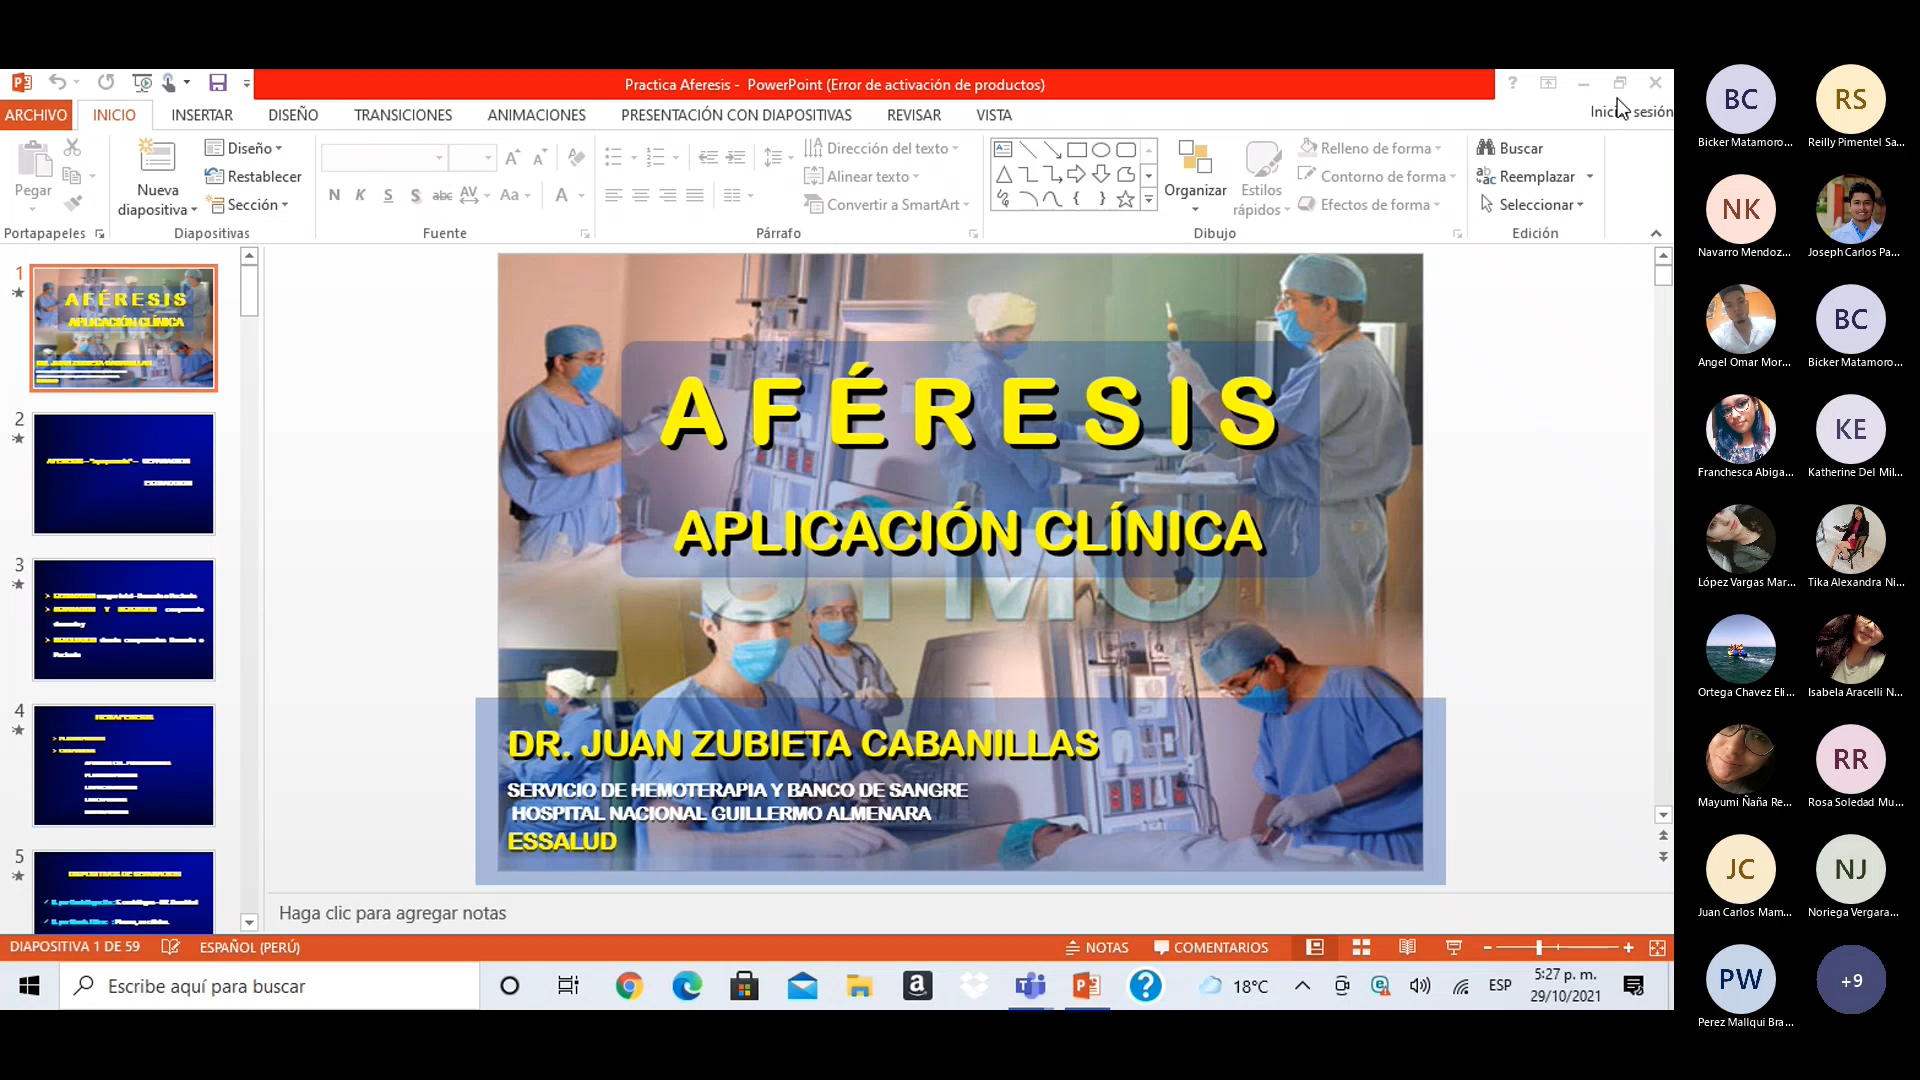 Practica Aferesis - PowerPoint (Error de activación de productos)
ARCHIVO INICIO INSERTAR DISEÑO TRANSICIONES ANIMACIONES PRESENTACIÓN CON DIAPOSITIVAS REVISAR VISTA
Pegar
Portapapeles
Nueva diapositiva
Diseño
Restablecer
Sección
Diapositivas
N K S S abc AV Aa A
Fuente
Dirección del texto
Alinear texto
Convertir a SmartArt
Párrafo
Organizar
Estilos rápidos
Relleno de forma
Contorno de forma
Efectos de forma
Dibujo
Buscar
Reemplazar
Seleccionar
Edición
1
AFÉRESIS
APLICACIÓN CLÍNICA
2
3
4
5
AFÉRESIS
APLICACIÓN CLÍNICA
DR. JUAN ZUBIETA CABANILLAS
SERVICIO DE HEMOTERAPIA Y BANCO DE SANGRE
HOSPITAL NACIONAL GUILLERMO ALMENARA
ESSALUD
Haga clic para agregar notas
DIAPOSITIVA 1 DE 59 ESPAÑOL (PERÚ) NOTAS COMENTARIOS
Escribe aquí para buscar
18°C ESP
5:27 p. m.
29/10/2021
BC RS
Bicker Matamoro... Reilly Pimentel Sa...
NK
Navarro Mendoz... Joseph Carlos Pa...
BC
Angel Omar Mor... Bicker Matamoro...
KE
Franchesca Abiga... Katherine Del Mil...
López Vargas Mar... Tika Alexandra Ni...
Ortega Chavez Eli... Isabela Aracelli N...
RR
Mayumi Ñaña Re... Rosa Soledad Mu...
JC NJ
Juan Carlos Mam... Noriega Vergara...
PW +9
Perez Mallqui Bra...